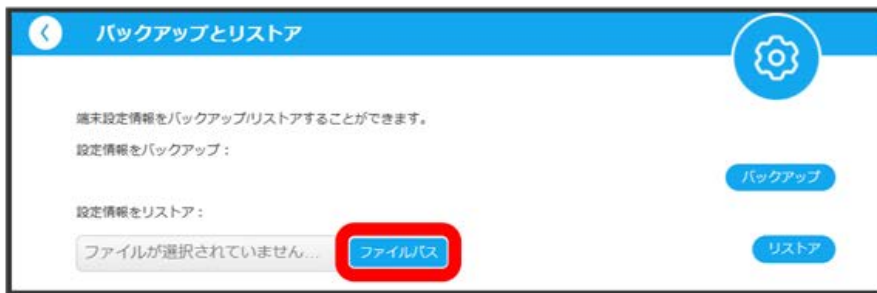 バックアップとリストア
端末設定情報をバックアップ/リストアすることができます。
設定情報をバックアップ：
バックアップ
設定情報をリストア：
ファイルが選択されていません... ファイルパス リストア